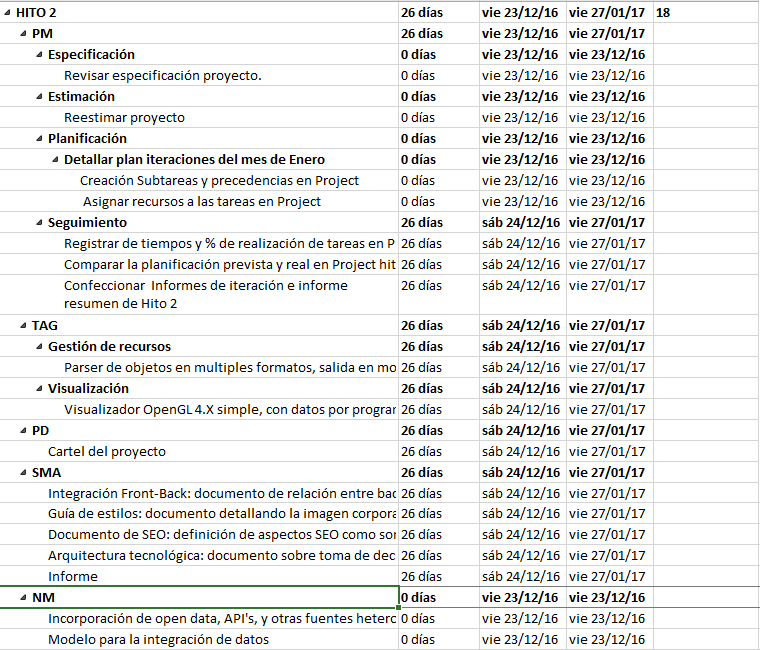 HITO 2 26 días vie 23/12/16 vie 27/01/17 18
PM 26 días vie 23/12/16 vie 27/01/17
Especificación 0 días vie 23/12/16 vie 23/12/16
Revisar especificación proyecto. 0 días vie 23/12/16 vie 23/12/16
Estimación 0 días vie 23/12/16 vie 23/12/16
Reestimar proyecto 0 días vie 23/12/16 vie 23/12/16
Planificación 0 días vie 23/12/16 vie 23/12/16
Detallar plan iteraciones del mes de Enero 0 días vie 23/12/16 vie 23/12/16
Creación Subtareas y precedencias en Project 0 días vie 23/12/16 vie 23/12/16
Asignar recursos a las tareas en Project 0 días vie 23/12/16 vie 23/12/16
Seguimiento 26 días sáb 24/12/16 vie 27/01/17
Registrar de tiempos y % de realización de tareas en P 26 días sáb 24/12/16 vie 27/01/17
Comparar la planificación prevista y real en Project hit 26 días sáb 24/12/16 vie 27/01/17
Confeccionar Informes de iteración e informe 26 días sáb 24/12/16 vie 27/01/17
resumen de Hito 2
TAG 26 días sáb 24/12/16 vie 27/01/17
Gestión de recursos 26 días sáb 24/12/16 vie 27/01/17
Parser de objetos en multiples formatos, salida en mo 26 días sáb 24/12/16 vie 27/01/17
Visualización 26 días sáb 24/12/16 vie 27/01/17
Visualizador OpenGL 4.X simple, con datos por program 26 días sáb 24/12/16 vie 27/01/17
PD 26 días sáb 24/12/16 vie 27/01/17
Cartel del proyecto 26 días sáb 24/12/16 vie 27/01/17
SMA 26 días sáb 24/12/16 vie 27/01/17
Integración Front-Back: documento de relación entre bac 26 días sáb 24/12/16 vie 27/01/17
Guía de estilos: documento detallando la imagen corpora 26 días sáb 24/12/16 vie 27/01/17
Documento de SEO: definición de aspectos SEO como son 26 días sáb 24/12/16 vie 27/01/17
Arquitectura tecnológica: documento sobre toma de dec 26 días sáb 24/12/16 vie 27/01/17
Informe 26 días sáb 24/12/16 vie 27/01/17
NM 0 días vie 23/12/16 vie 23/12/16
Incorporación de open data, API's, y otras fuentes heterc 0 días vie 23/12/16 vie 23/12/16
Modelo para la integración de datos 0 días vie 23/12/16 vie 23/12/16